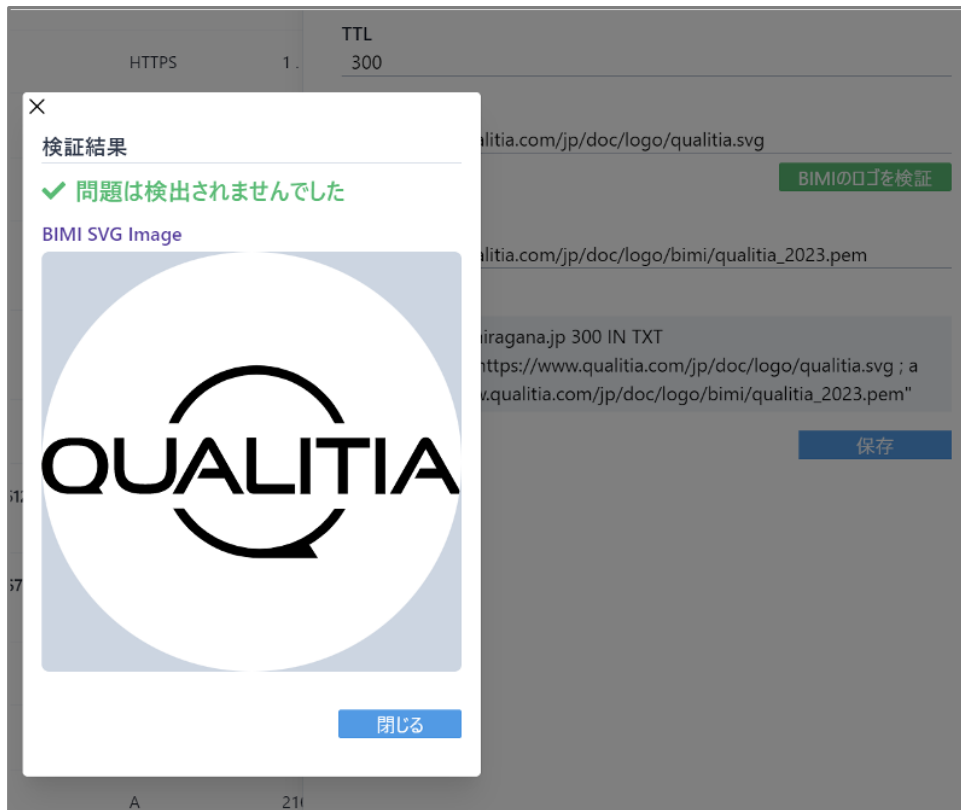 TTL
HTTPS
1 .
300
検証結果
alitia.com/jp/doc/logo/qualitia.svg
問題は検出されませんでした
BIMIのロゴを検証
BIMI SVG Image
alitia.com/jp/doc/logo/bimi/qualitia_2023.pem
iragana.jp 300 IN TXT
https://www.qualitia.com/jp/doc/logo/qualitia.svg ; a
w.qualitia.com/jp/doc/logo/bimi/qualitia_2023.pem"
保存
QUALITIA
512
57
閉じる
A
216